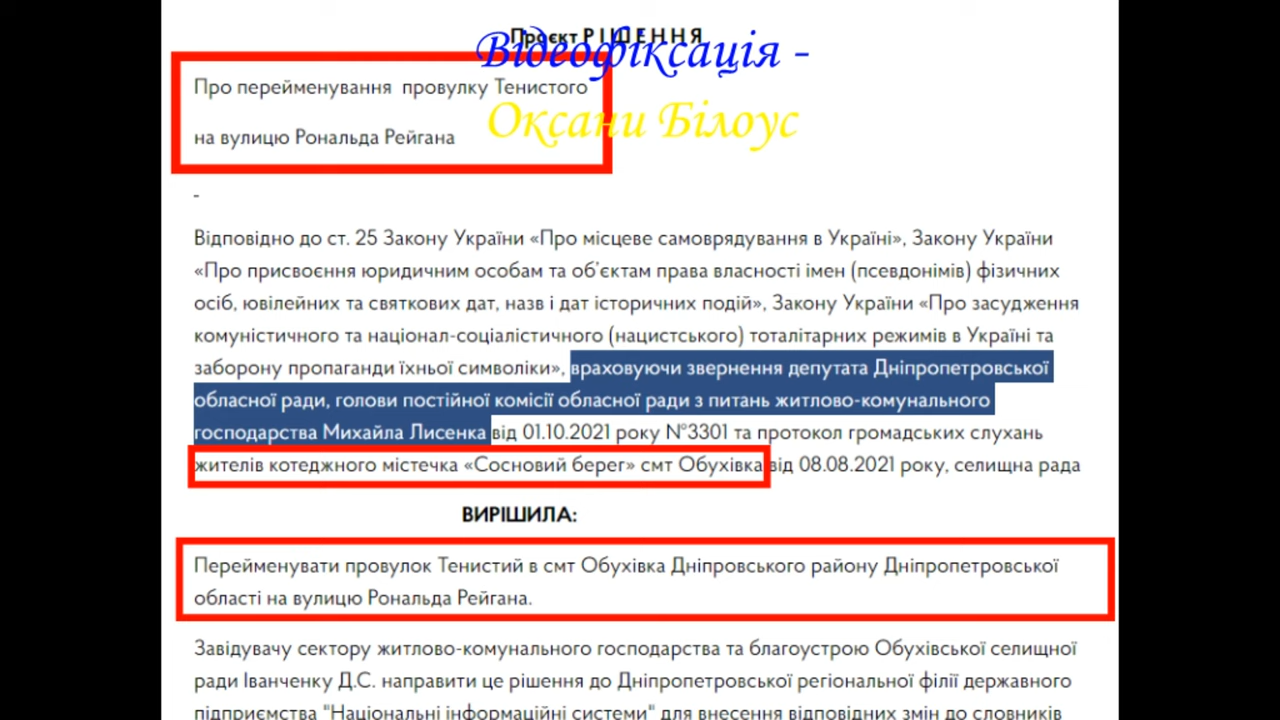 Проєкт Р І Ш Е Н Н Я
Відеофіксація -
Оксани Білоус
Про перейменування провулку Тенистого
на вулицю Рональда Рейгана
-
Відповідно до ст. 25 Закону України «Про місцеве самоврядування в Україні», Закону України
«Про присвоєння юридичним особам та об'єктам права власності імен (псевдонімів) фізичних
осіб, ювілейних та святкових дат, назв і дат історичних подій», Закону України «Про засудження
комуністичного та націонал-соціалістичного (нацистського) тоталітарних режимів в Україні та
заборону пропаганди їхньої символіки», враховуючи звернення депутата Дніпропетровської
обласної ради, голови постійної комісії обласної ради з питань житлово-комунального
господарства Михайла Лисенка від 01.10.2021 року №3301 та протокол громадських слухань
жителів котеджного містечка «Сосновий берег» смт Обухівка від 08.08.2021 року, селищна рада
ВИРІШИЛА:
Перейменувати провулок Тенистий в смт Обухівка Дніпровського району Дніпропетровської
області на вулицю Рональда Рейгана.
Завідувачу сектору житлово-комунального господарства та благоустрою Обухівської селищної
ради Іванченку Д.С. направити це рішення до Дніпропетровської регіональної філії державного
підприємства "Національні інформаційні системи" для внесення відповідних змін до словників